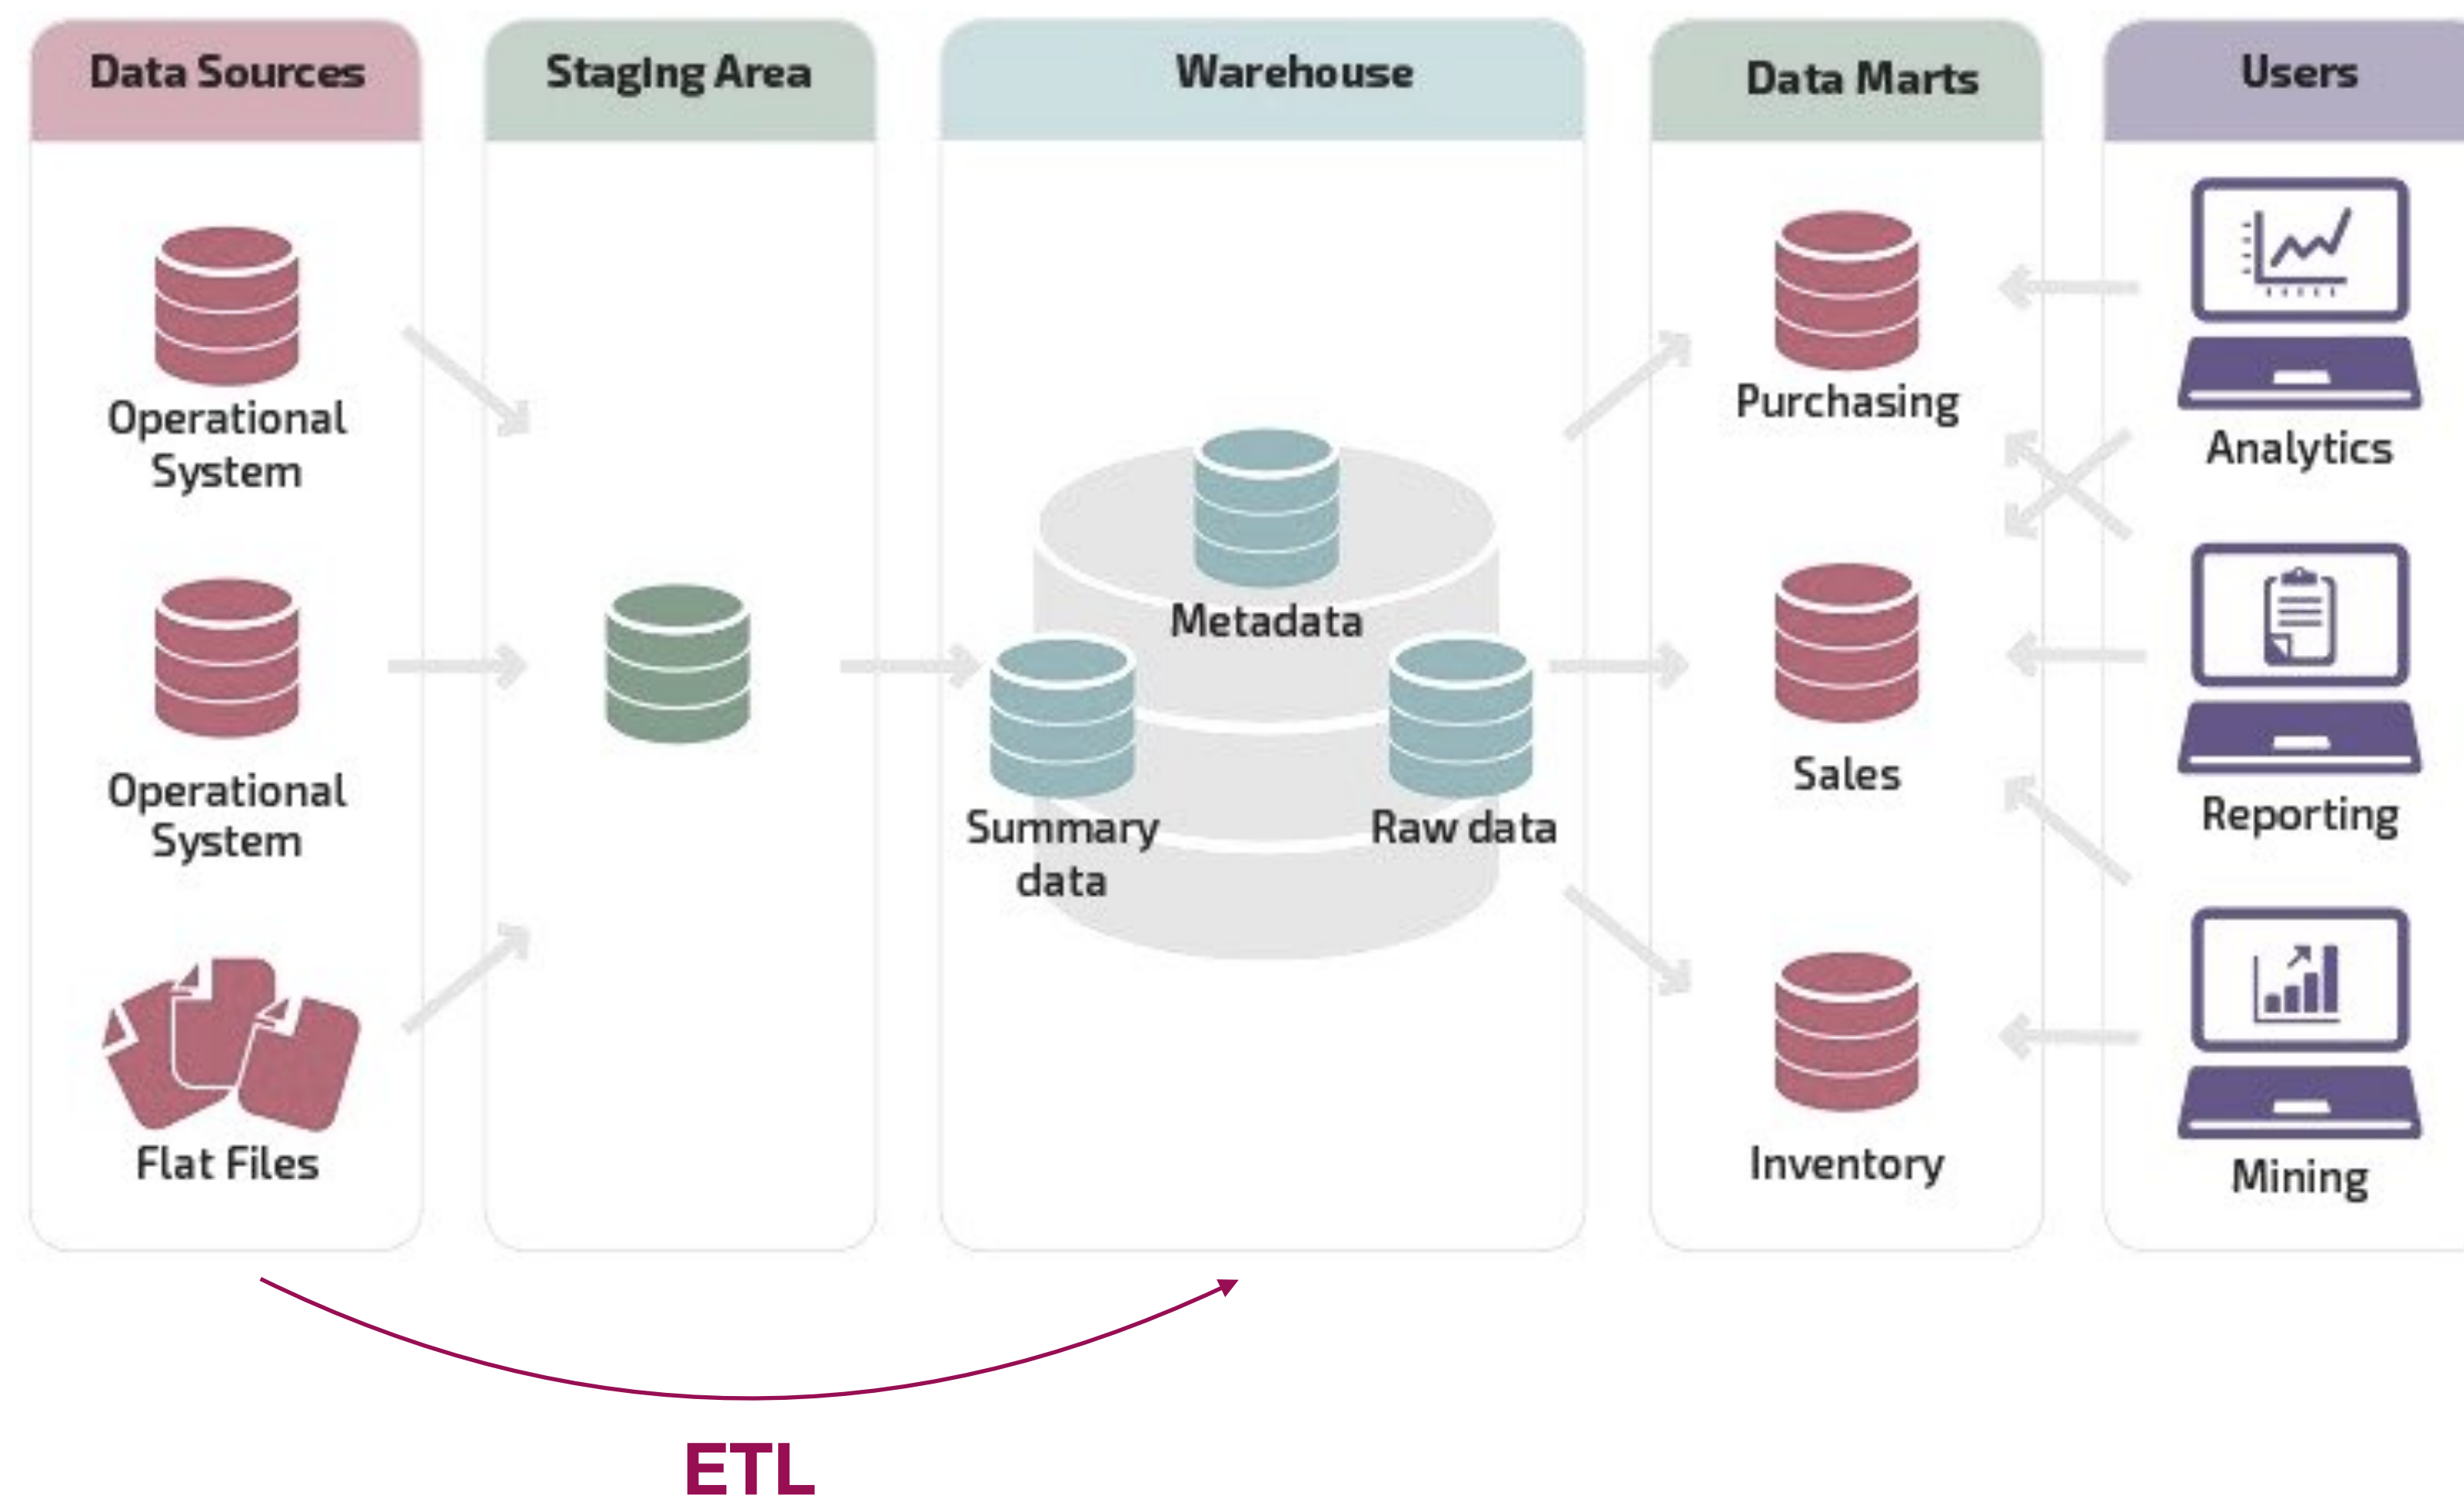 Data Sources
Staging Area
Warehouse
Data Marts
Users
Operational
System
Operational
System
Flat Files
Metadata
Summary
data
Raw data
Purchasing
Sales
Inventory
Analytics
Reporting
Mining
ETL